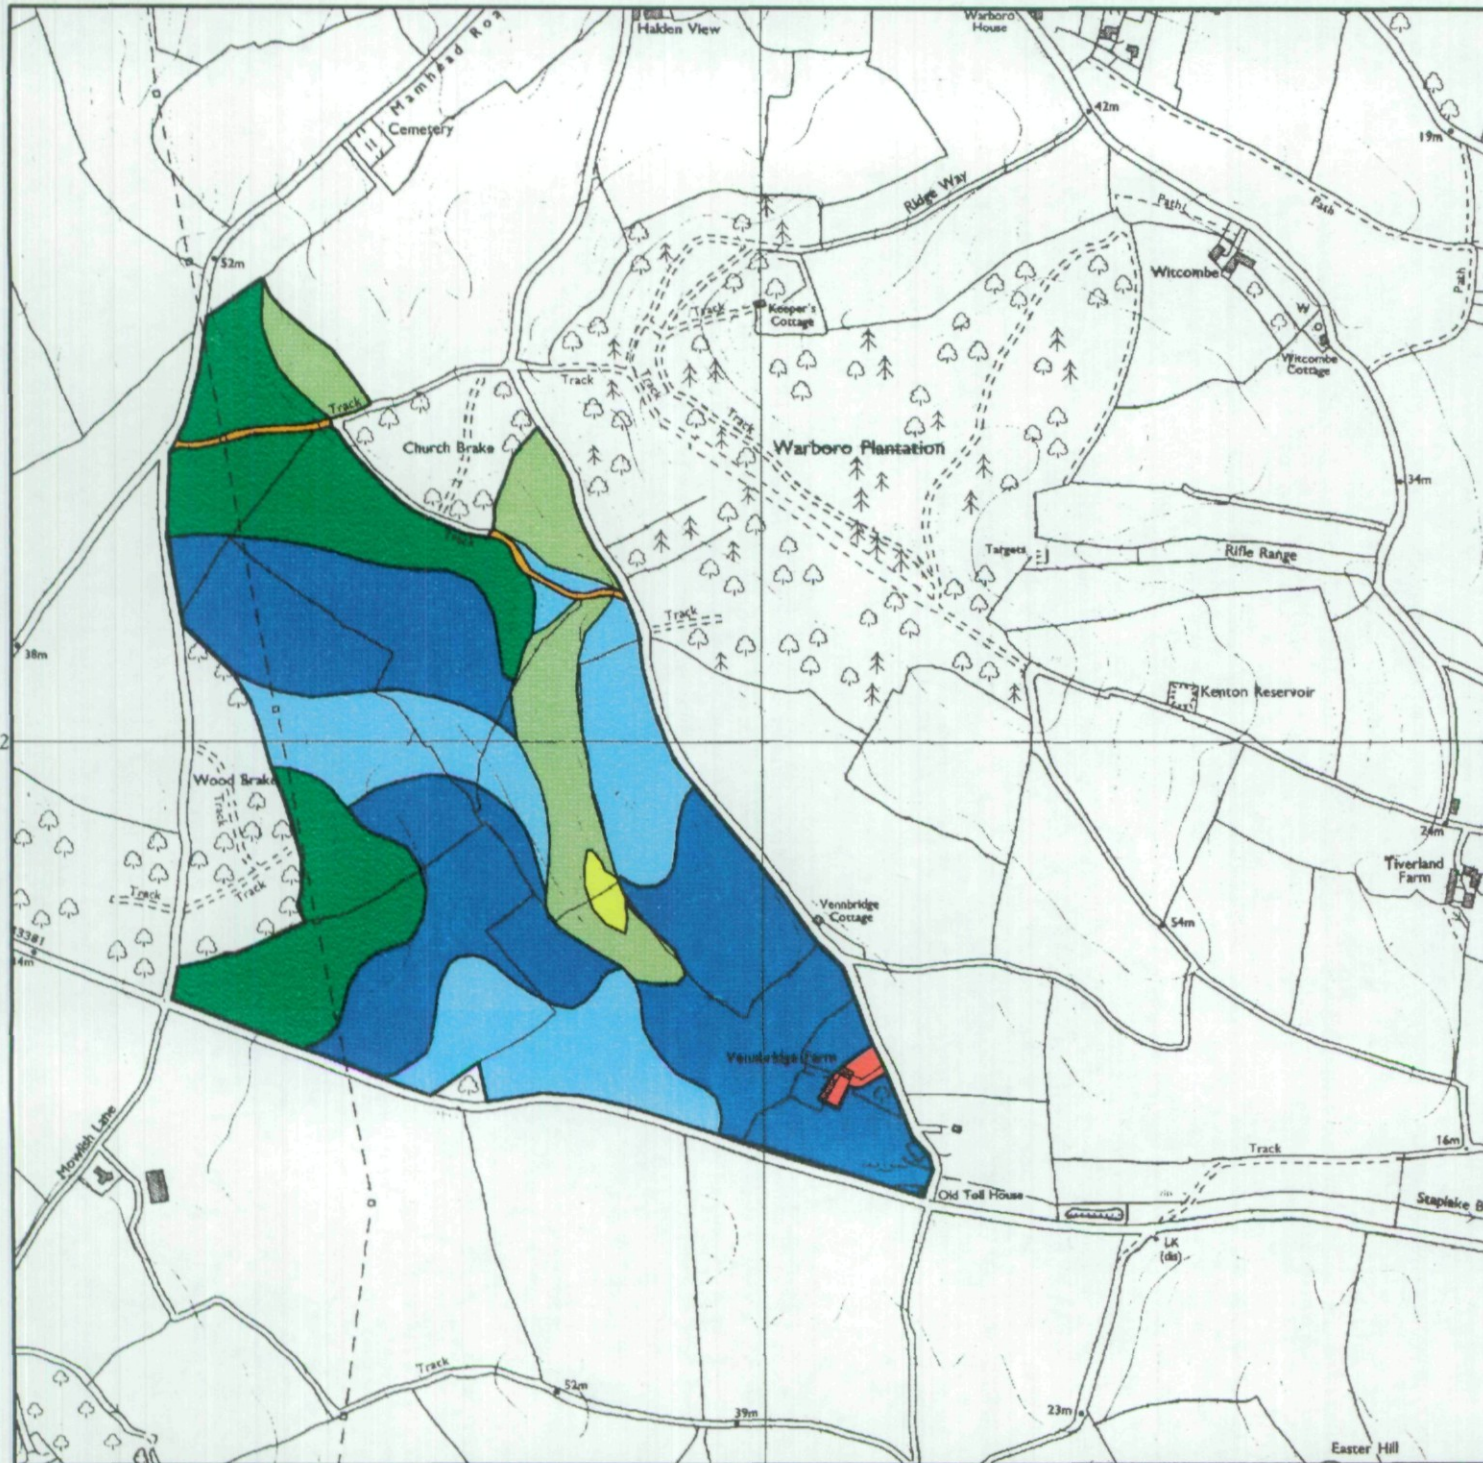 Halden View
Warboro
House
Mamhead Roa
Cemetery
42m
19m
Ridge Way
Path
Path
Path
52m
Witcombe
Track
Keeper's
Cottage
Witcombe
Cottage
Track
Track
Track
Church Brake
Track
Warboro Plantation
34m
Track
Targets
Rifle Range
Track
38m
Kenton Reservoir
2
Wood Brake
Track
24m
Tiverland
Farm
Track
Track
Vennbridge
Cottage
54m
Vennbridge Farm
Mowlish Lane
16m
Track
Old Toll House
Staplake B
LK
(dis)
Track
52m
39m
23m
Easter Hill